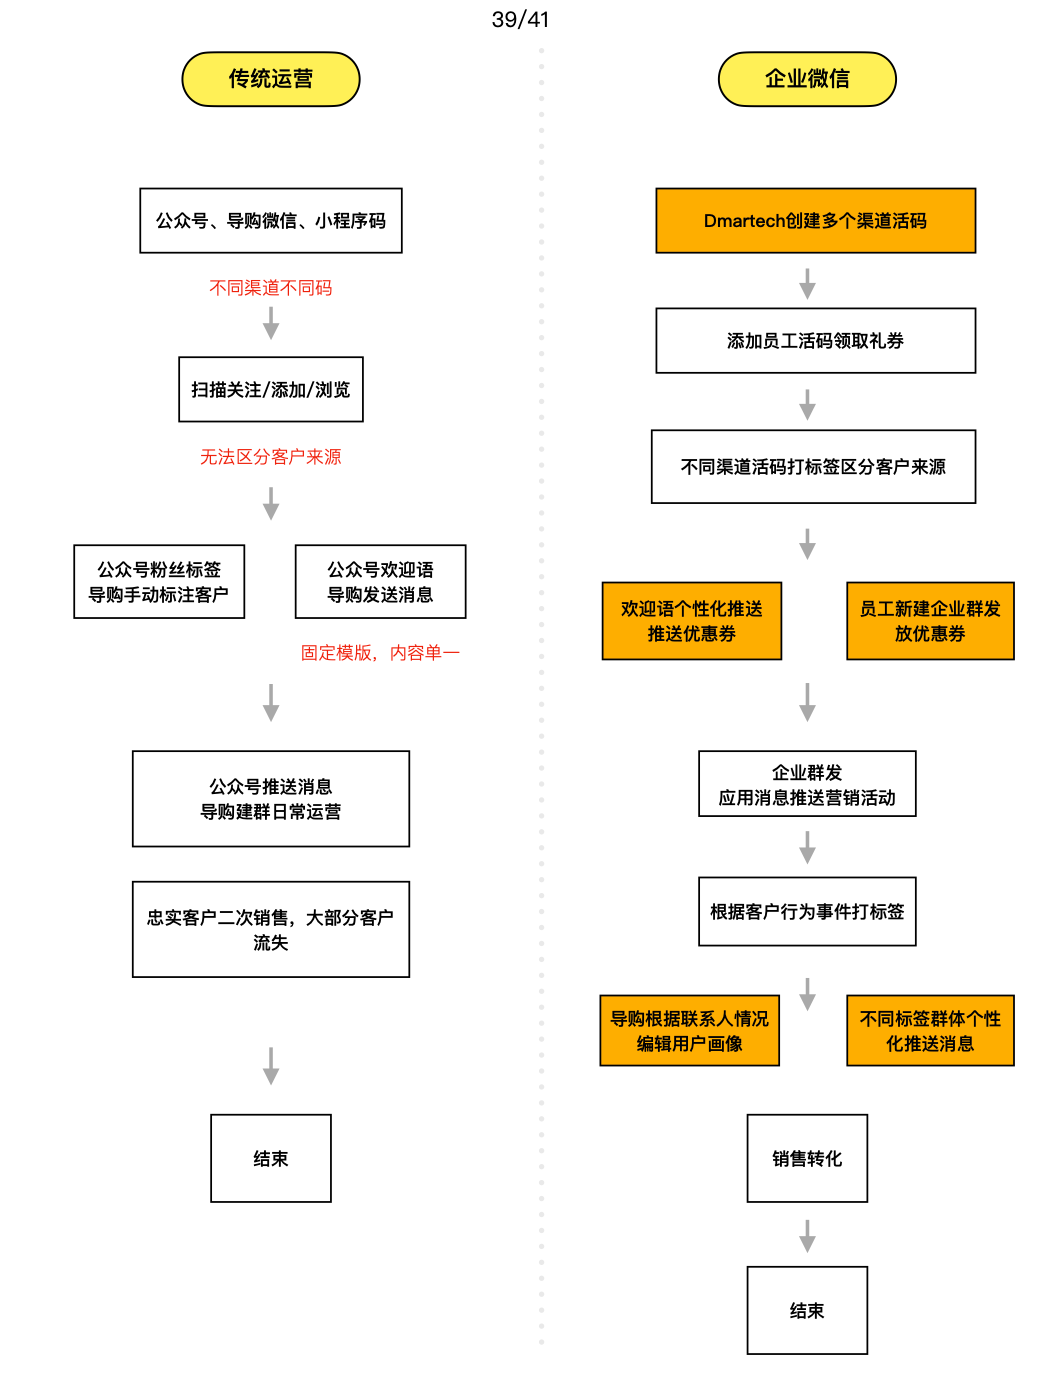 39/41
传统运营
公众号、导购微信、小程序码
不同渠道不同码
扫描关注/添加/浏览
无法区分客户来源
公众号粉丝标签
导购手动标注客户
公众号欢迎语
导购发送消息
固定模版，内容单一
公众号推送消息
导购建群日常运营
忠实客户二次销售，大部分客户
流失
结束
企业微信
Dmartech创建多个渠道活码
添加员工活码领取礼券
不同渠道活码打标签区分客户来源
欢迎语个性化推送
推送优惠券
员工新建企业群发
放优惠券
企业群发
应用消息推送营销活动
根据客户行为事件打标签
导购根据联系人情况
编辑用户画像
不同标签群体个性
化推送消息
销售转化
结束